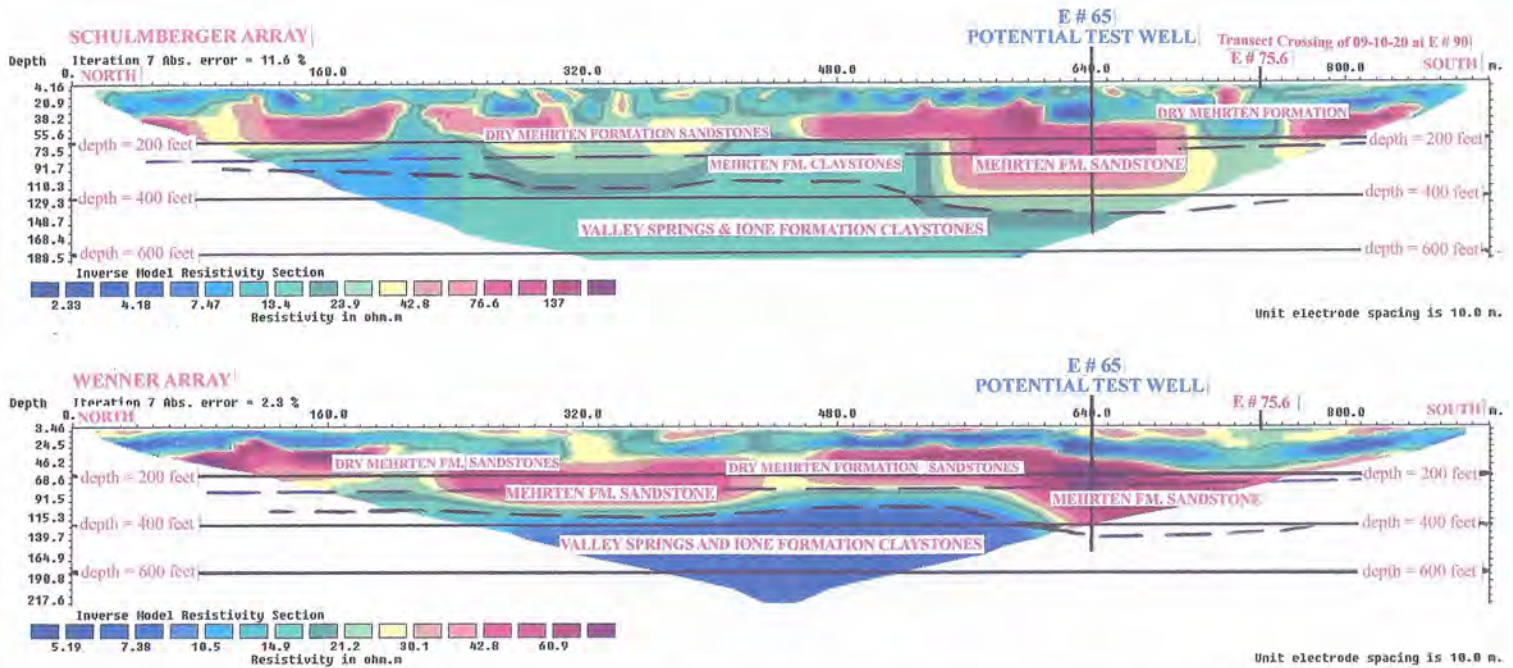 E # 65
SCHULMBERGER ARRAY
POTENTIAL TEST WELL
Transect Crossing of 09-10-20 at E # 90
Depth Iteration 7 Abs. error = 11.6 %
E # 75.6
0. NORTH 160.0 320.0 480.0 640.0 800.0 SOUTH m.
4.16
20.9
38.2
DRY MEHRTEN FORMATION
55.6
DRY MEHRTEN FORMATION SANDSTONES
depth = 200 feet
depth = 200 feet
73.5
91.7
MEHRTEN FM. CLAYSTONES
MEHRTEN FM. SANDSTONE
110.3
depth = 400 feet
depth = 400 feet
129.8
148.7
VALLEY SPRINGS & IONE FORMATION CLAYSTONES
168.4
depth = 600 feet
depth = 600 feet
188.5
Inverse Model Resistivity Section
2.33 4.18 7.47 13.4 23.9 42.8 76.6 137
Resistivity in ohm.m
Unit electrode spacing is 10.0 m.
E # 65
WENNER ARRAY
POTENTIAL TEST WELL
Depth Iteration 7 Abs. error = 2.3 %
E # 75.6
0. NORTH 160.0 320.0 480.0 640.0 800.0 SOUTH m.
3.46
24.5
46.2
DRY MEHRTEN FM. SANDSTONES
DRY MEHRTEN FORMATION SANDSTONES
depth = 200 feet
depth = 200 feet
68.6
91.5
MEHRTEN FM. SANDSTONE
MEHRTEN FM. SANDSTONE
115.3
depth = 400 feet
depth = 400 feet
139.7
VALLEY SPRINGS AND IONE FORMATION CLAYSTONES
164.9
depth = 600 feet
depth = 600 feet
190.8
217.6
Inverse Model Resistivity Section
5.19 7.38 10.5 14.9 21.2 30.1 42.8 60.9
Resistivity in ohm.m
Unit electrode spacing is 10.0 m.